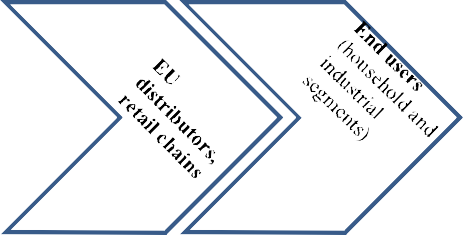 EU
distributors,
retail chains
End users
(household and
industrial
segments)